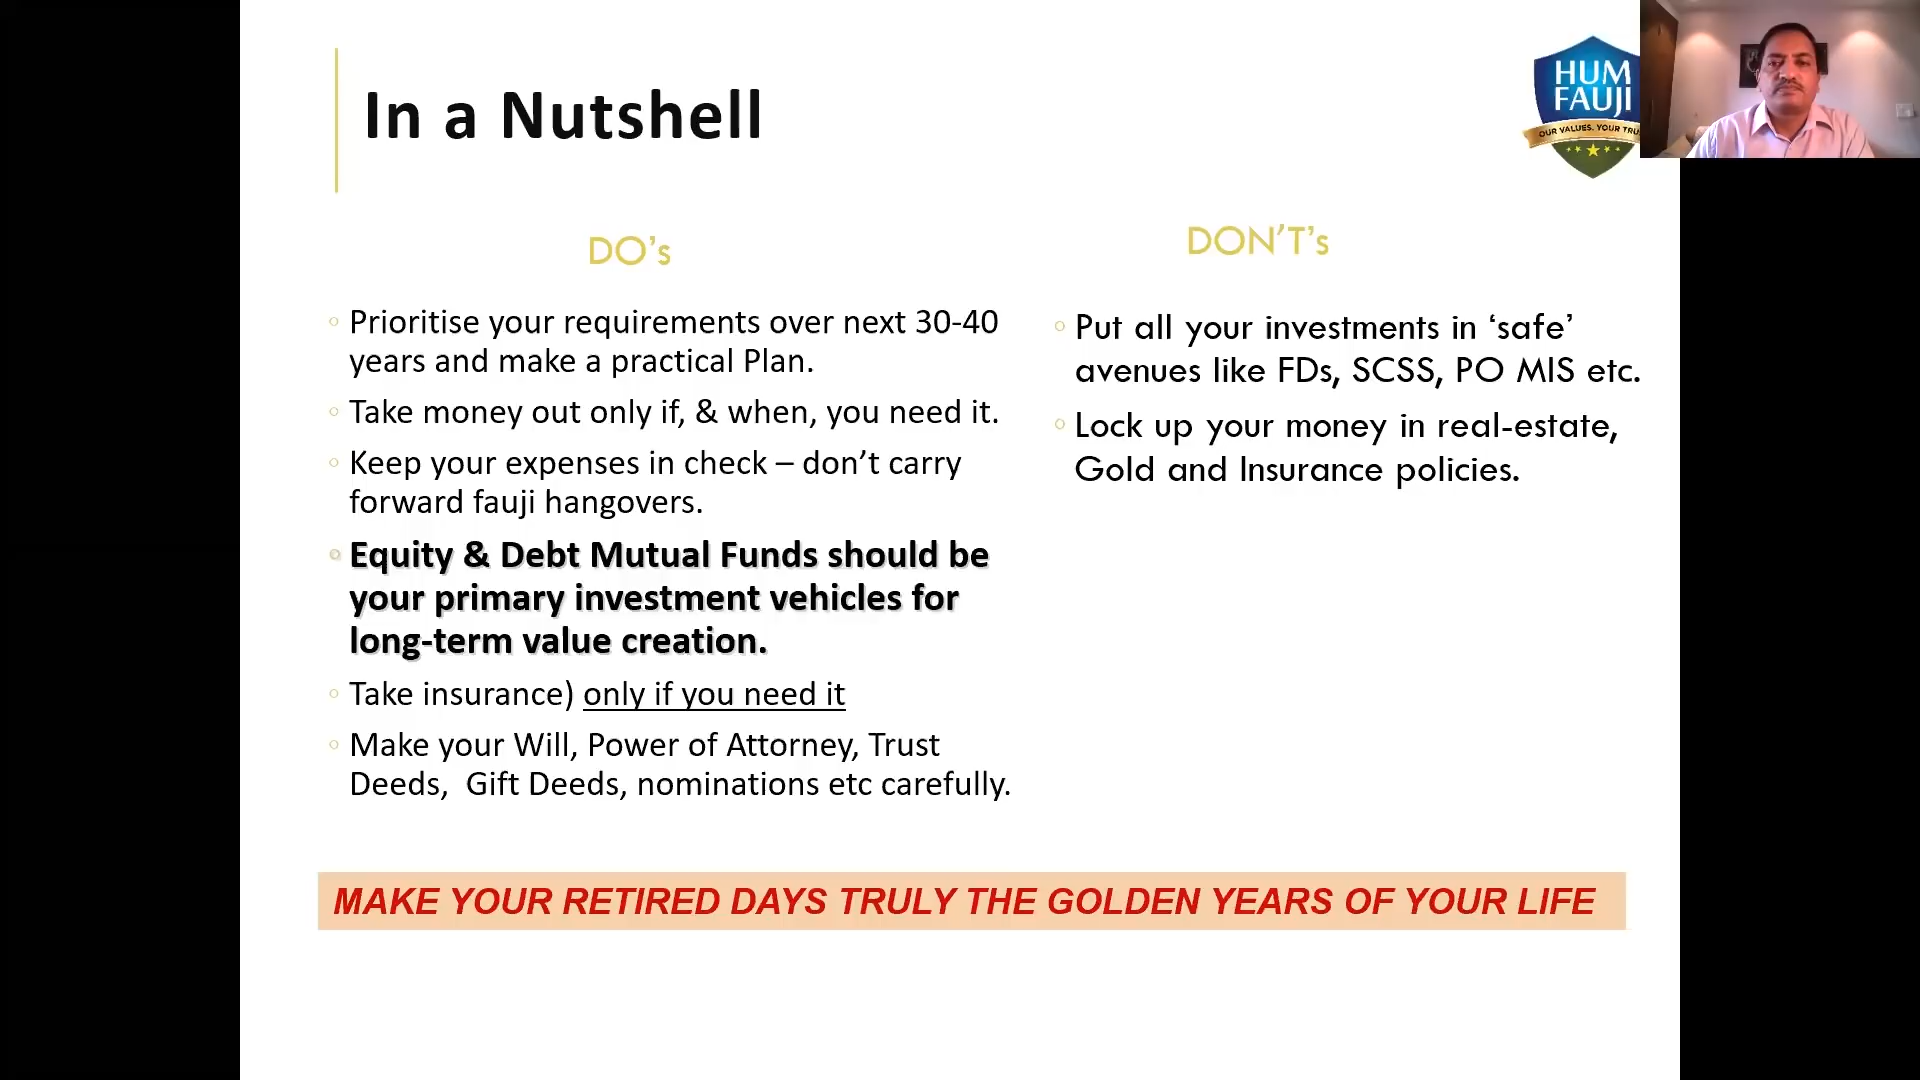 In a Nutshell
HUM
FAUJI
OUR VALUES. YOUR
DO’s
Prioritise your requirements over next 30-40
years and make a practical Plan.
Take money out only if, & when, you need it.
Keep your expenses in check – don’t carry
forward fauji hangovers.
Equity & Debt Mutual Funds should be
your primary investment vehicles for
long-term value creation.
Take insurance) only if you need it
Make your Will, Power of Attorney, Trust
Deeds,  Gift Deeds, nominations etc carefully.
DON’T’s
Put all your investments in ‘safe’
avenues like FDs, SCSS, PO MIS etc.
Lock up your money in real-estate,
Gold and Insurance policies.
MAKE YOUR RETIRED DAYS TRULY THE GOLDEN YEARS OF YOUR LIFE